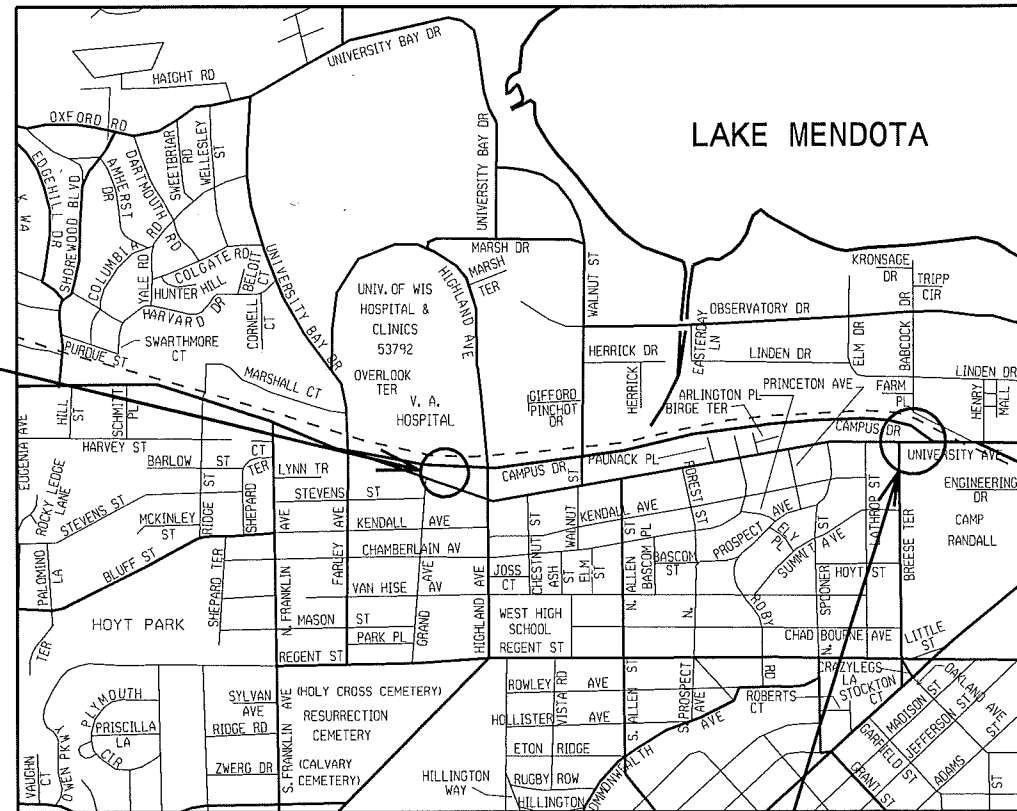 LAKE MENDOTA
UNIVERSITY BAY DR
HAIGHT RD
OXFORD RD
EDGEHILL DR
SHOREWOOD BLVD
AMHERST DR
DARTMOUTH RD
SWEETBRIAR RD
WELLESLEY ST
COLUMBIA RD
YALE RD
COLGATE RD
HUNTER HILL
BELOIT CT
HARVARD DR
CORNELL CT
SWARTHMORE CT
PURDUE ST
UNIVERSITY BAY DR
UNIVERSITY BAY DR
MARSHALL CT
UNIV. OF WIS
HOSPITAL &
CLINICS
53792
OVERLOOK
TER
V. A.
HOSPITAL
HIGHLAND AVE
MARSH DR
MARSH
TER
WALNUT ST
HERRICK DR
HERRICK
GIFFORD
PINCHOT
DR
EASTERDAY
LN
OBSERVATORY DR
LINDEN DR
ELM DR
BABCOCK DR
KRONSAGE
DR
TRIPP
CIR
LINDEN DR
FARM
PL
HENRY
MALL
PRINCETON AVE
ARLINGTON PL
BIRGE TER
CAMPUS DR
CAMPUS DR
PAUNACK PL
UNIVERSITY AVE
ENGINEERING
DR
CAMP
RANDALL
EUGENIA AVE
HILL
ST
SCHMITT
PL
HARVEY ST
BARLOW ST
ROCKY LEDGE
LANE
STEVENS ST
MCKINLEY
ST
RIDGE ST
SHEPARD
CT
TER
LYNN TR
STEVENS ST
KENDALL AVE
CHAMBERLAIN AV
VAN HISE AV
MASON ST
PARK PL
REGENT ST
BLUFF ST
PALOMINO
LA
SHEPARD TER
N. FRANKLIN AVE
FARLEY AVE
GRAND AVE
HIGHLAND AVE
HOYT PARK
TER
KENDALL AVE
CHESTNUT ST
WALNUT ST
JOSS
CT
ASH ST
ELM ST
N. ALLEN ST
BASCOM PL
BASCOM
ST
FOREST ST
PROSPECT AVE
ELY PL
SUMMIT AVE
HOYT ST
LATHROP ST
BREESE TER
N. SPOONER ST
N. PROSPECT AVE
ROBY RD
WEST HIGH
SCHOOL
REGENT ST
CHADBOURNE AVE
LITTLE
ST
CRAZYLEGS
LA
STOCKTON
CT
OAKLAND AVE
MADISON ST
JEFFERSON ST
GARFIELD ST
GRANT ST
ADAMS
ST
PLYMOUTH
CIR
PRISCILLA
LA
OWEN PKW
VAUGHN
CT
SYLVAN
AVE
RIDGE RD
ZWERG DR
S. FRANKLIN AVE
(HOLY CROSS CEMETERY)
RESURRECTION
CEMETERY
(CALVARY
CEMETERY)
ROWLEY AVE
VISTA RD
HOLLISTER AVE
ETON RIDGE
RUGBY ROW
HILLINGTON
WAY
HILLINGTON
S. ALLEN ST
S. PROSPECT AVE
ROBERTS
CT